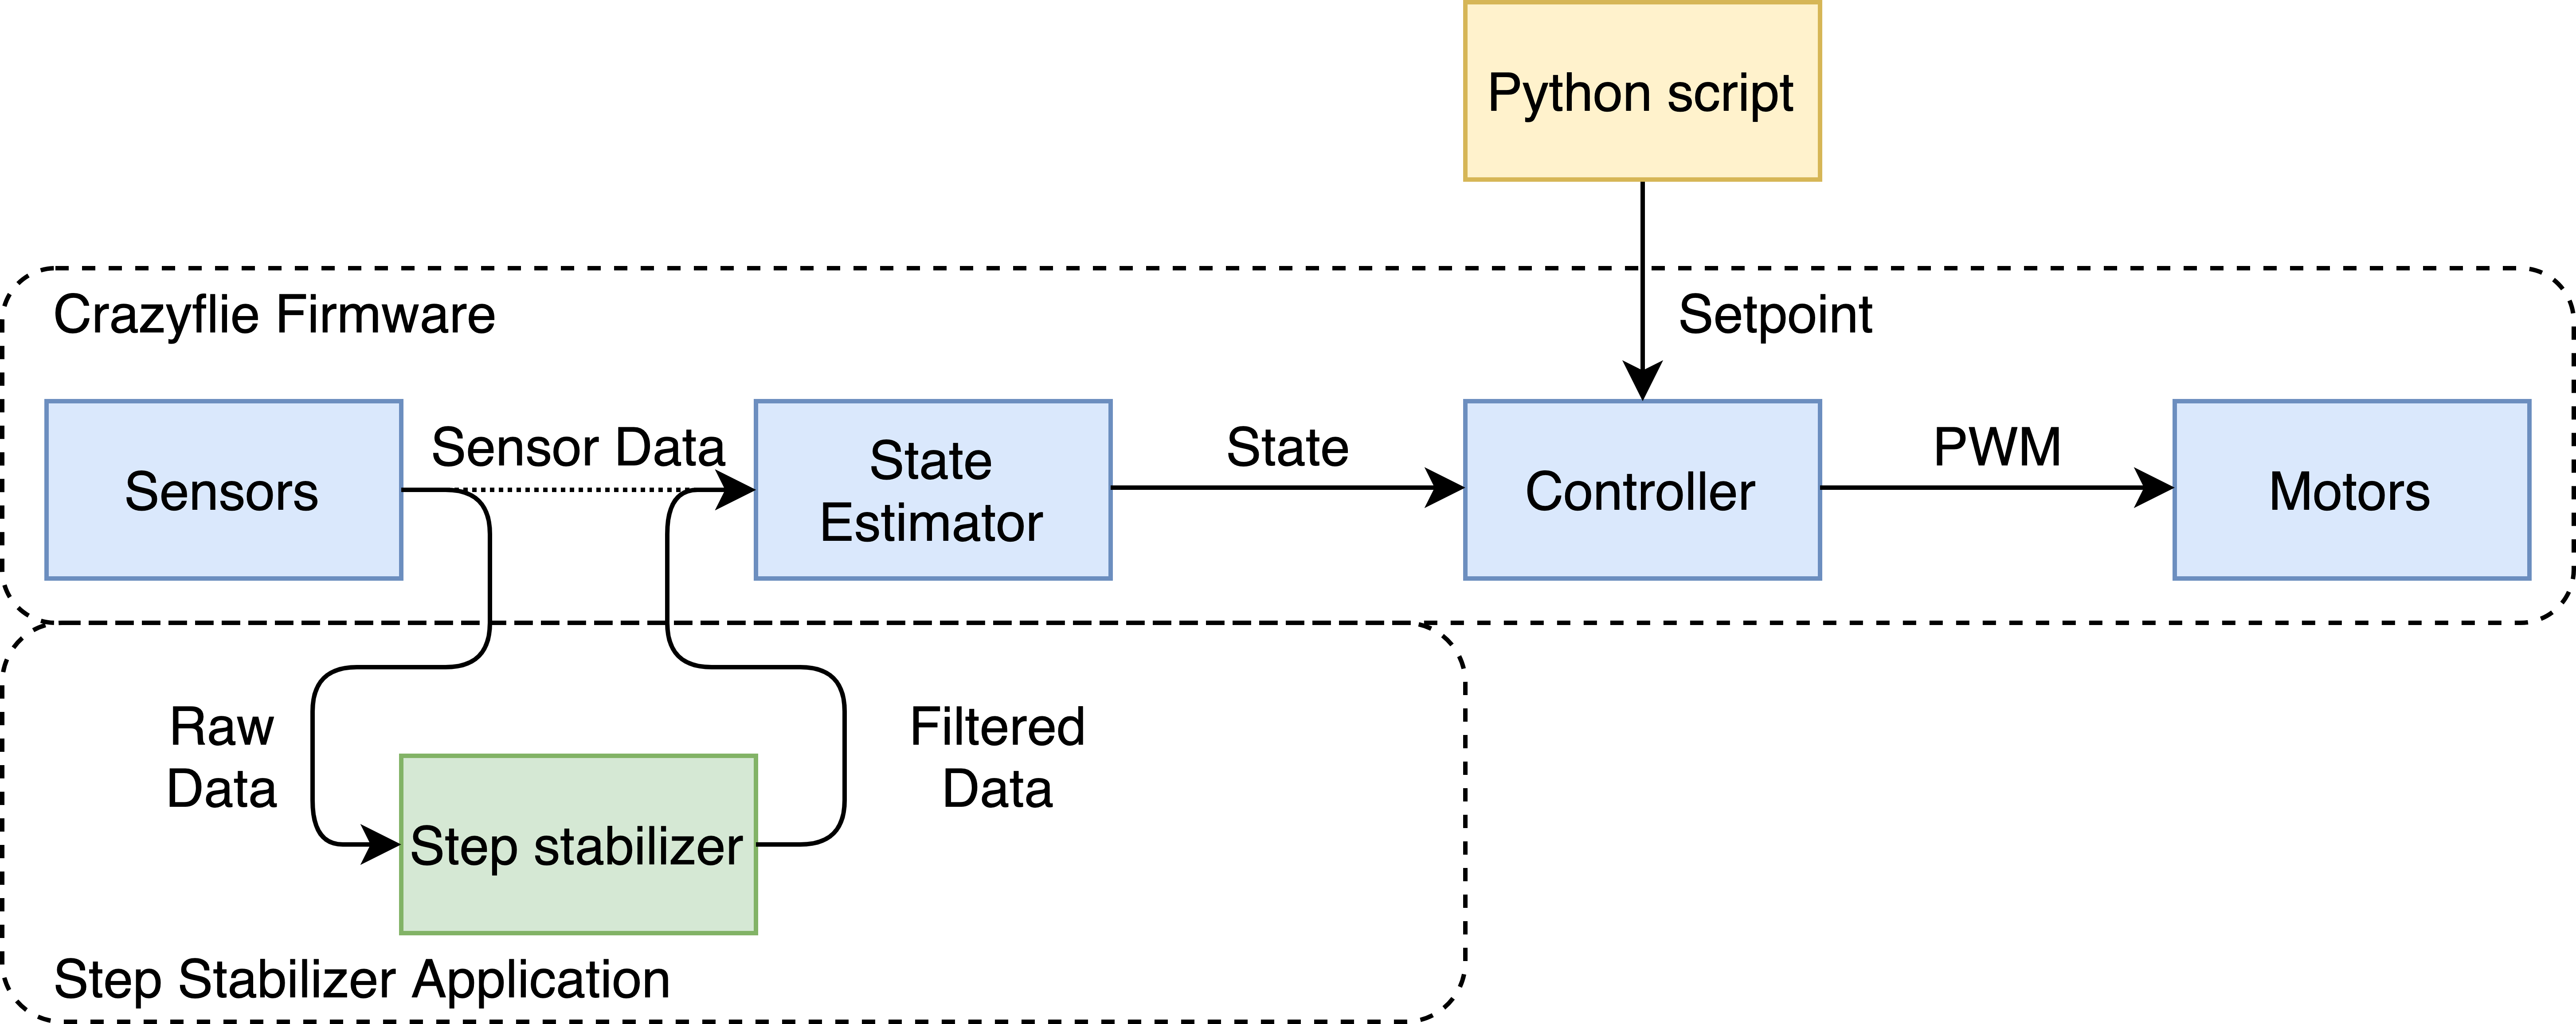 Python script
Crazyflie Firmware
Setpoint
Sensors
Sensor Data
State
Estimator
State
Controller
PWM
Motors
Raw
Data
Filtered
Data
Step stabilizer
Step Stabilizer Application